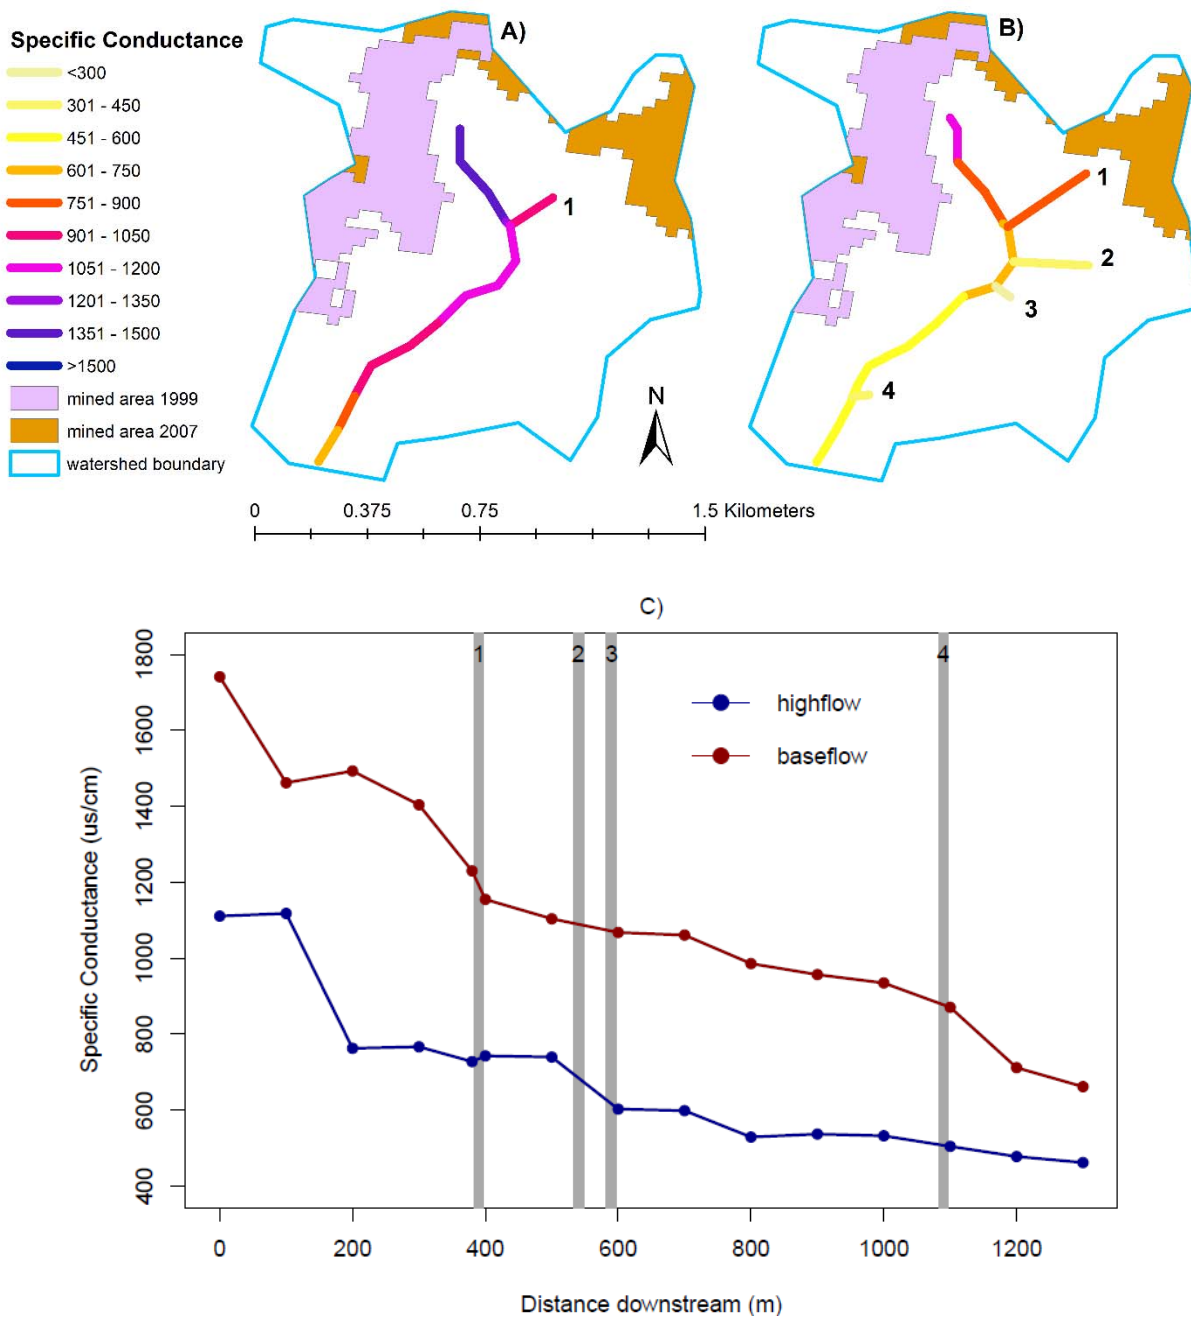 Specific Conductance
<300
301 - 450
451 - 600
601 - 750
751 - 900
901 - 1050
1051 - 1200
1201 - 1350
1351 - 1500
>1500
mined area 1999
mined area 2007
watershed boundary
A)
1
B)
1
2
3
4
N
0 0.375 0.75 1.5 Kilometers
C)
1 2 3 4
highflow
baseflow
Specific Conductance (us/cm)
1800
1600
1400
1200
1000
800
600
400
0 200 400 600 800 1000 1200
Distance downstream (m)